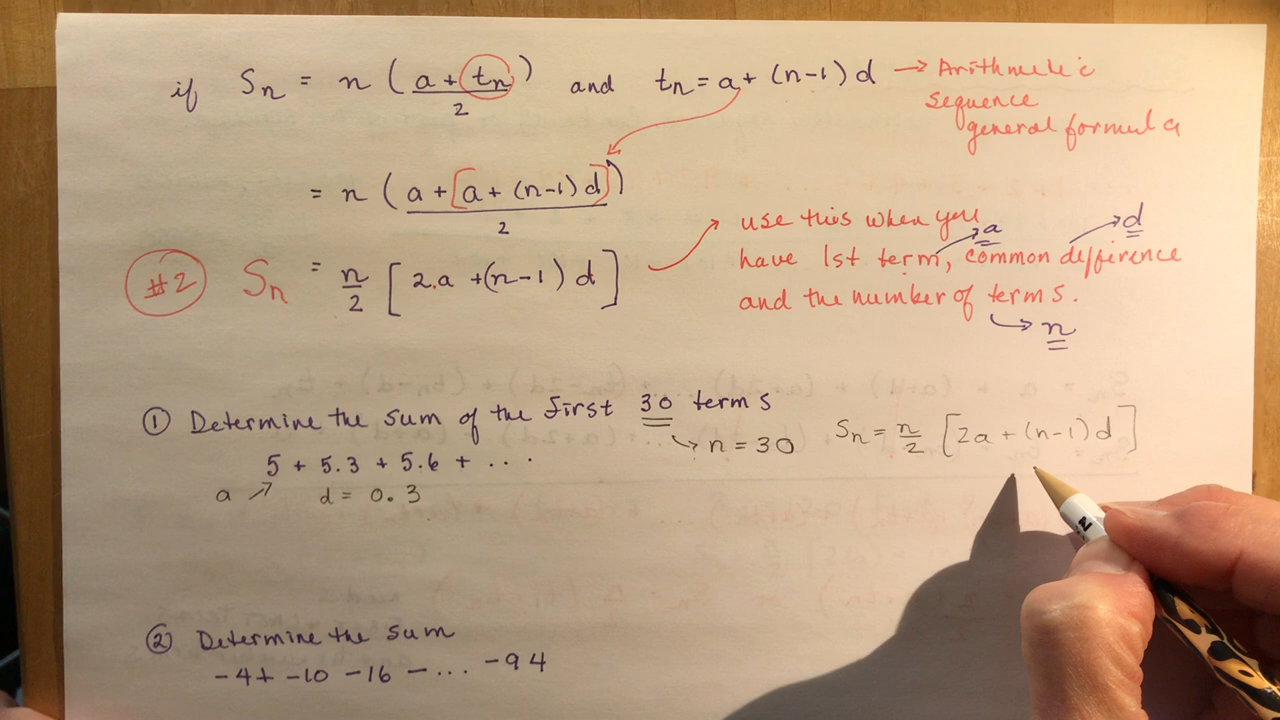 if Sn = n (a + tn)/2 and tn = a + (n-1) d → Arithmetic
sequence
general formula
= n (a + [a + (n-1) d])/2
#2 Sn = n/2 [2a + (n-1) d]
use this when you
a d
have 1st term, common difference
and the number of terms.
n
① Determine the sum of the first 30 terms
n = 30
Sn = n/2 [2a + (n-1) d]
5 + 5.3 + 5.6 + ...
a d = 0.3
② Determine the sum
-4 + -10 - 16 - ... - 94